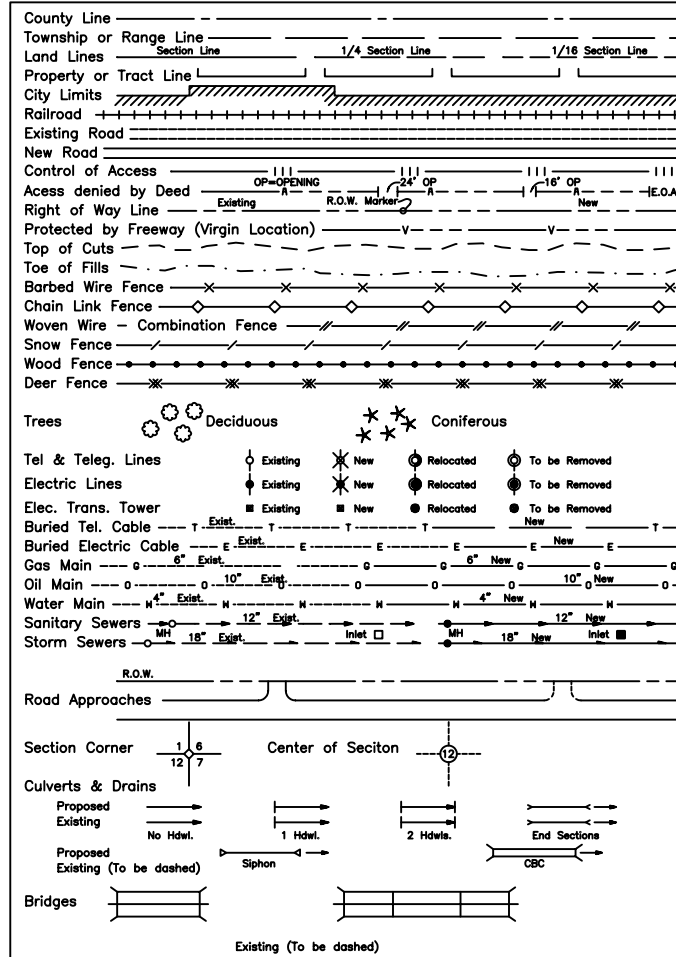 County Line
Township or Range Line
Land Lines Section Line 1/4 Section Line 1/16 Section Line
Property or Tract Line
City Limits
Railroad
Existing Road
New Road
Control of Access
OP=OPENING 24' OP 16' OP
Acess denied by Deed A A A E.O.A
R.O.W. Marker
Right of Way Line Existing New
Protected by Freeway (Virgin Location) V V
Top of Cuts
Toe of Fills
Barbed Wire Fence
Chain Link Fence
Woven Wire - Combination Fence
Snow Fence
Wood Fence
Deer Fence
Trees Deciduous Coniferous
Tel & Teleg. Lines Existing New Relocated To be Removed
Electric Lines Existing New Relocated To be Removed
Elec. Trans. Tower Existing New Relocated To be Removed
Buried Tel. Cable T Exist. T T T New T
Buried Electric Cable E Exist. E E E E New E
Gas Main G 6" Exist. G G 6" New G G
Oil Main O O 10" Exist. O O O O 10" New O
Water Main W 4" Exist. W W W W 4" New W W
Sanitary Sewers 12" Exist. 12" New
MH Inlet MH Inlet
Storm Sewers 18" Exist. 18" New
R.O.W.
Road Approaches
Section Corner 1 6 12 7 Center of Seciton 12
Culverts & Drains
Proposed
Existing
No Hdwl. 1 Hdwl. 2 Hdwls. End Sections
Proposed
Existing (To be dashed) Siphon CBC
Bridges
Existing (To be dashed)